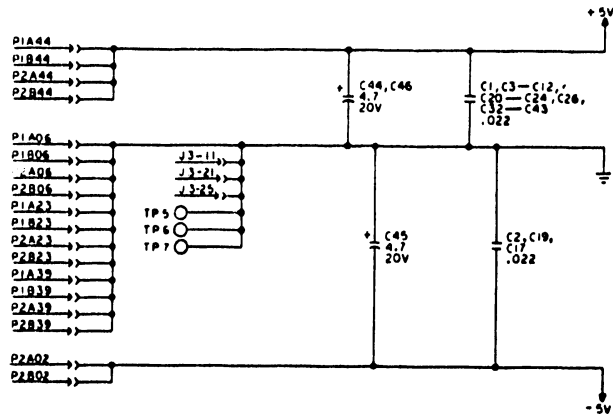 +5V
P1A44
P1B44
P2A44
P2B44
+ C44, C46
4.7
20V
C1, C3—C12,
C20—C24, C26,
C32—C43
.022
P1A06
P1B06
P2A06
P2B06
P1A23
P1B23
P2A23
P2B23
P1A39
P1B39
P2A39
P2B39
J3-11
J3-21
J3-25
TP5
TP6
TP7
+ C45
4.7
20V
C2, C19,
C17
.022
P2A02
P2B02
-5V